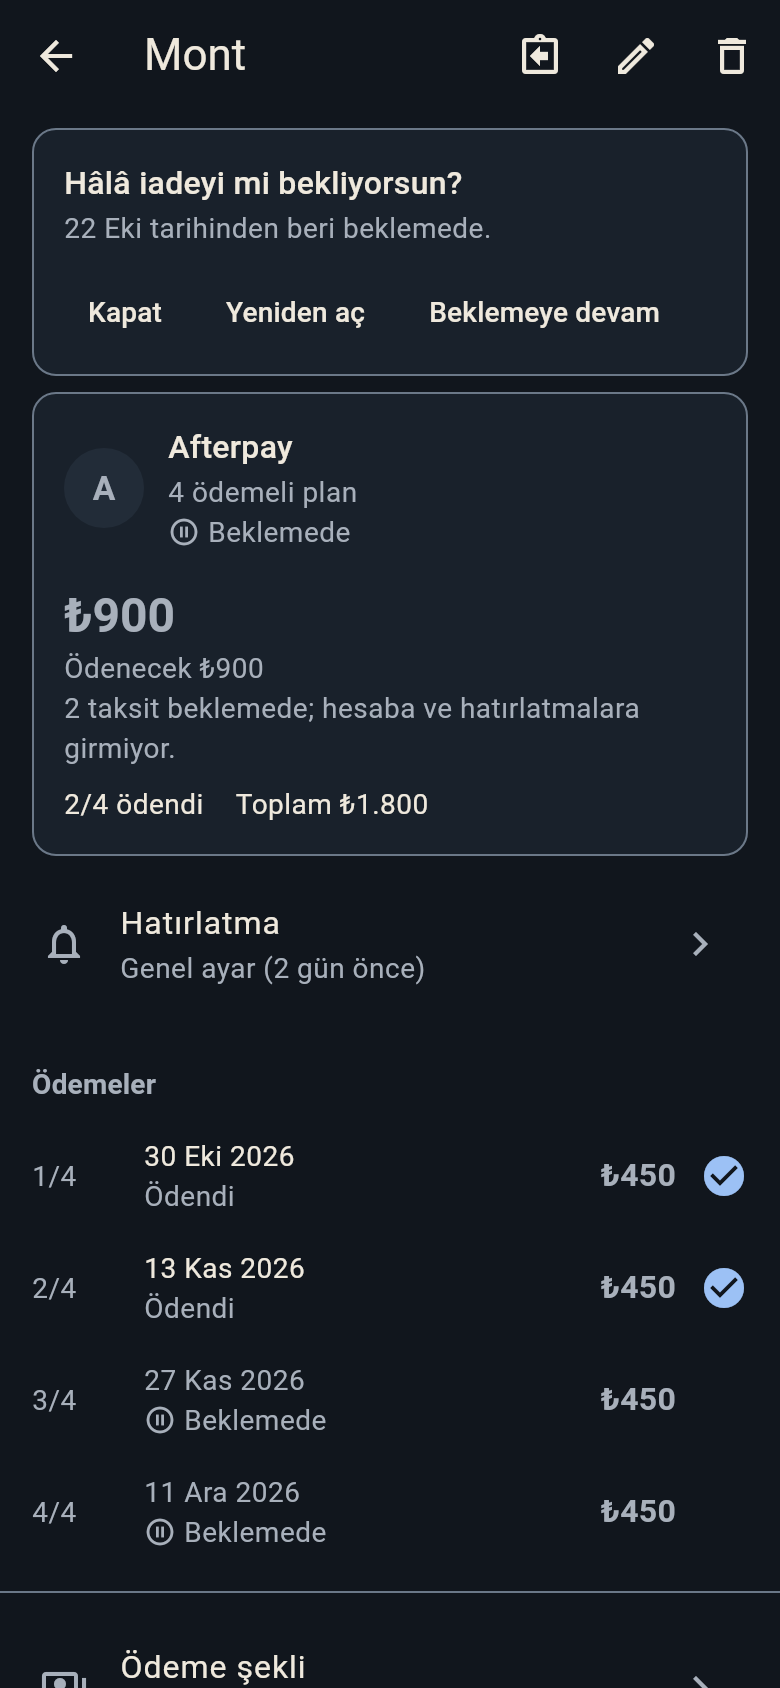 Mont
Hâlâ iadeyi mi bekliyorsun?
22 Eki tarihinden beri beklemede.
Kapat Yeniden aç Beklemeye devam
A
Afterpay
4 ödemeli plan
Beklemede
₺900
Ödenecek ₺900
2 taksit beklemede; hesaba ve hatırlatmalara
girmiyor.
2/4 ödendi Toplam ₺1.800
Hatırlatma
Genel ayar (2 gün önce)
Ödemeler
1/4 30 Eki 2026 ₺450
Ödendi
2/4 13 Kas 2026 ₺450
Ödendi
3/4 27 Kas 2026 ₺450
Beklemede
4/4 11 Ara 2026 ₺450
Beklemede
Ödeme şekli